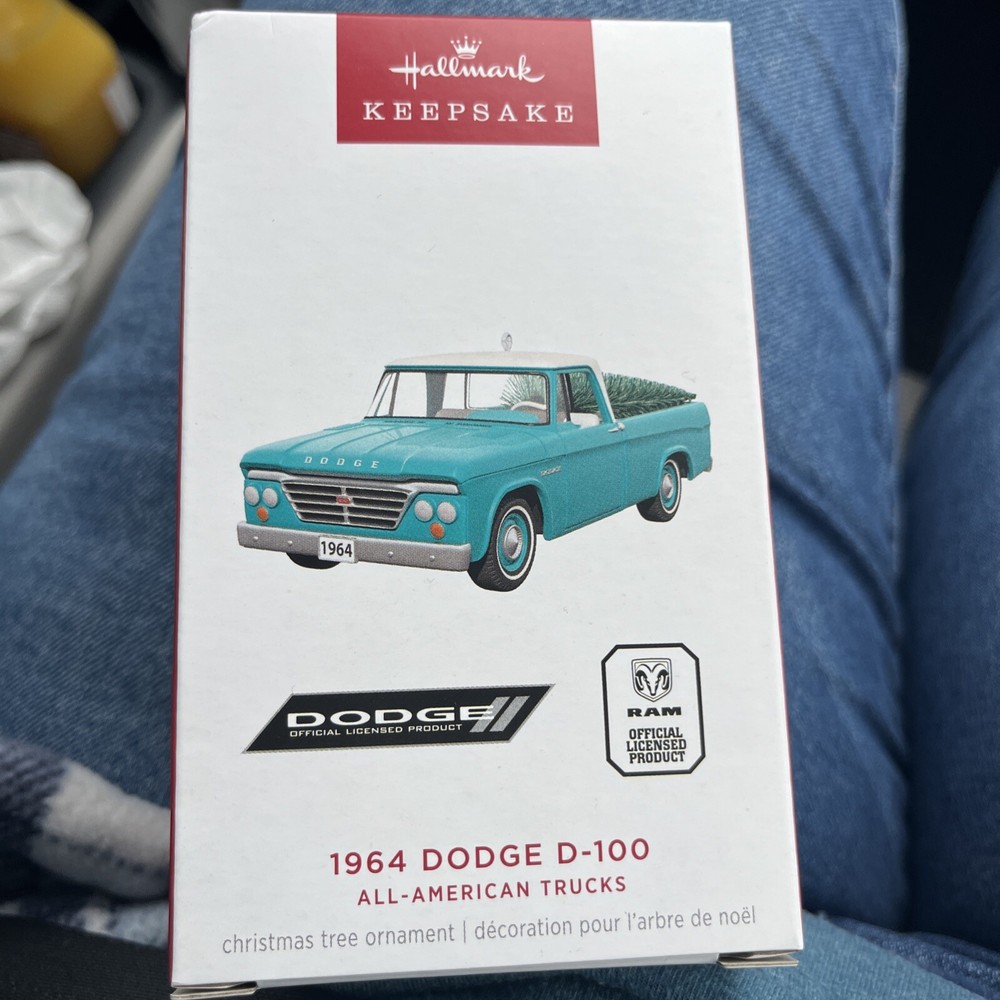 Hallmark
KEEPSAKE
DODGE
1964
DODGE
OFFICIAL LICENSED PRODUCT
RAM
OFFICIAL
LICENSED
PRODUCT
1964 DODGE D-100
ALL-AMERICAN TRUCKS
christmas tree ornament | décoration pour l'arbre de noël